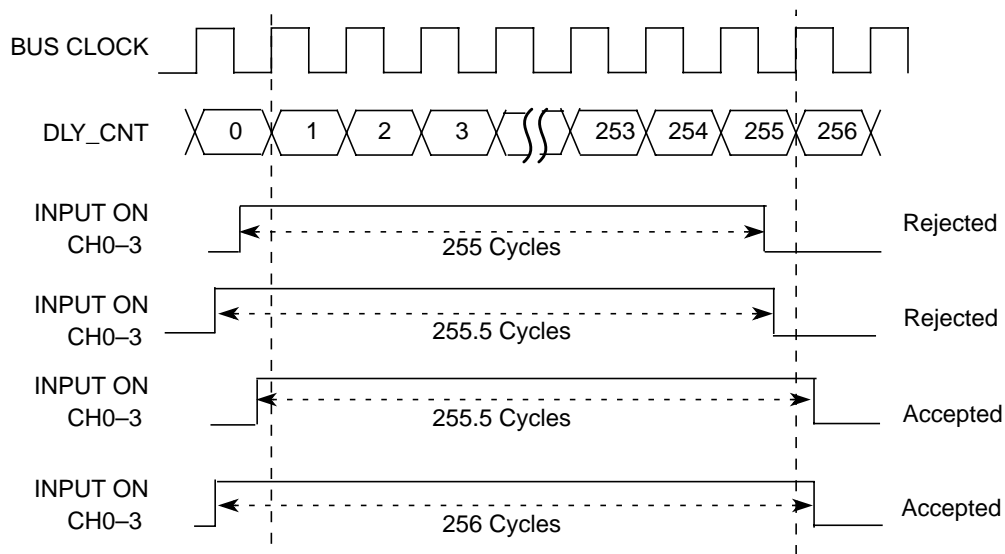 BUS CLOCK
DLY_CNT
0
1
2
3
253
254
255
256
INPUT ON
CH0–3
255 Cycles
Rejected
INPUT ON
CH0–3
255.5 Cycles
Rejected
INPUT ON
CH0–3
255.5 Cycles
Accepted
INPUT ON
CH0–3
256 Cycles
Accepted